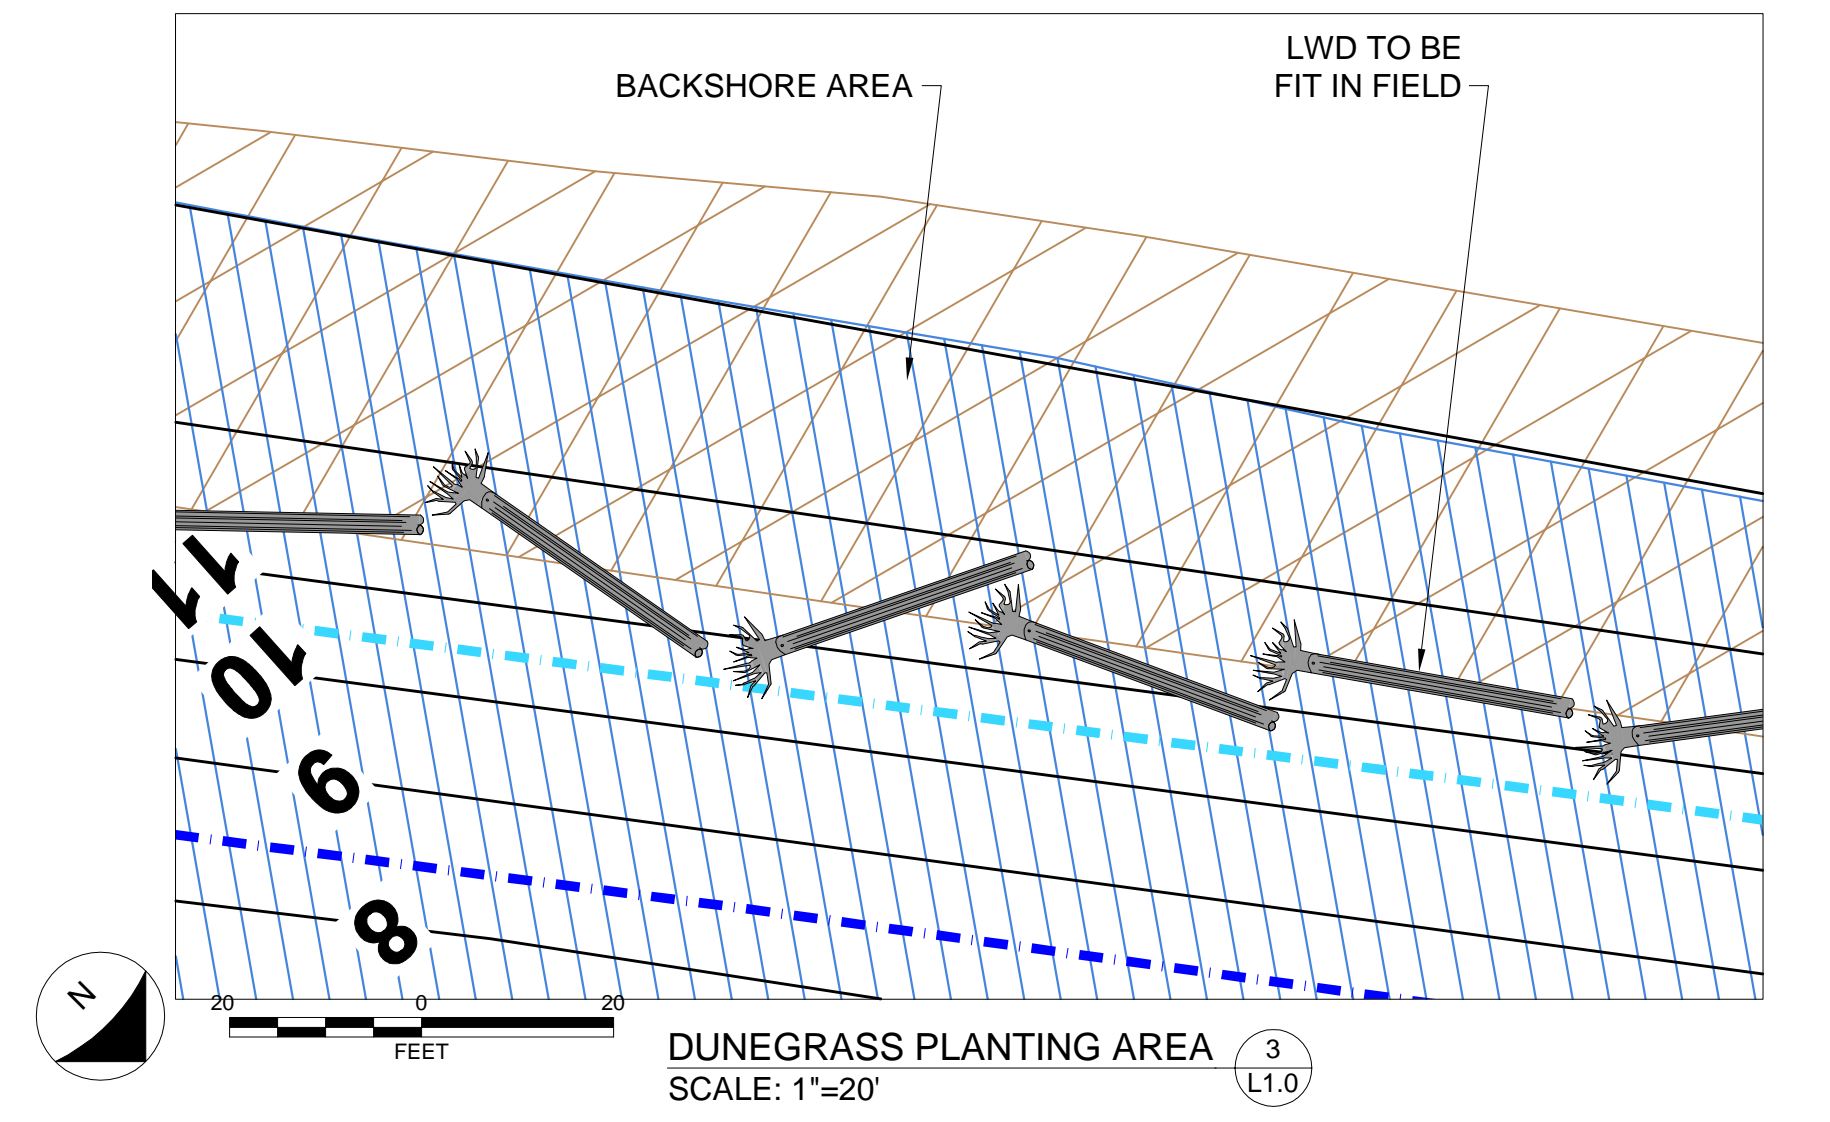 LWD TO BE
FIT IN FIELD
BACKSHORE AREA
11
10
9
8
N
20 0 20
FEET
DUNEGRASS PLANTING AREA
SCALE: 1"=20'
3
L1.0